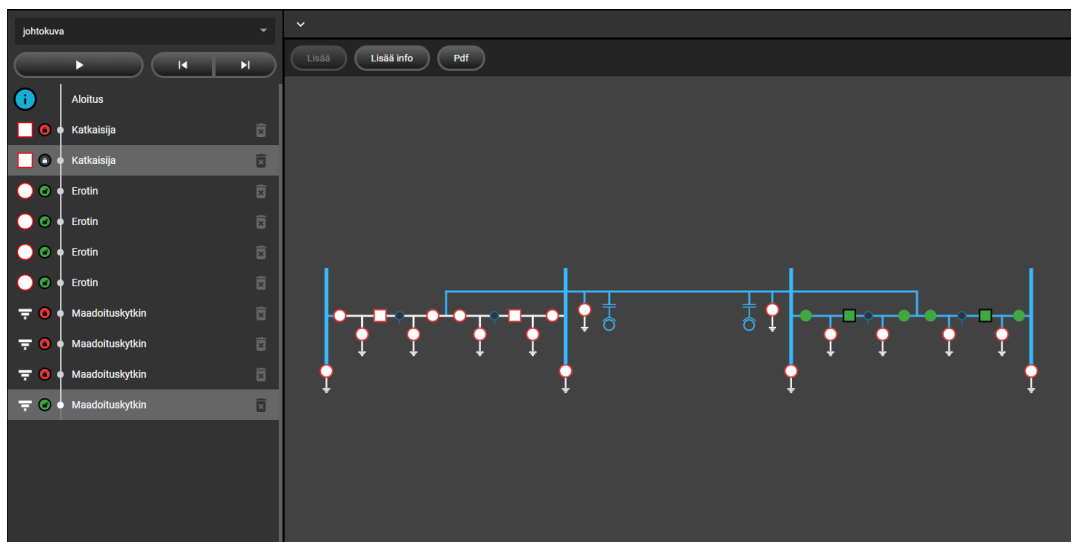 johtokuva
Lisää
Lisää info
Pdf
Aloitus
Katkaisija
Katkaisija
Erotin
Erotin
Erotin
Erotin
Maadoituskytkin
Maadoituskytkin
Maadoituskytkin
Maadoituskytkin